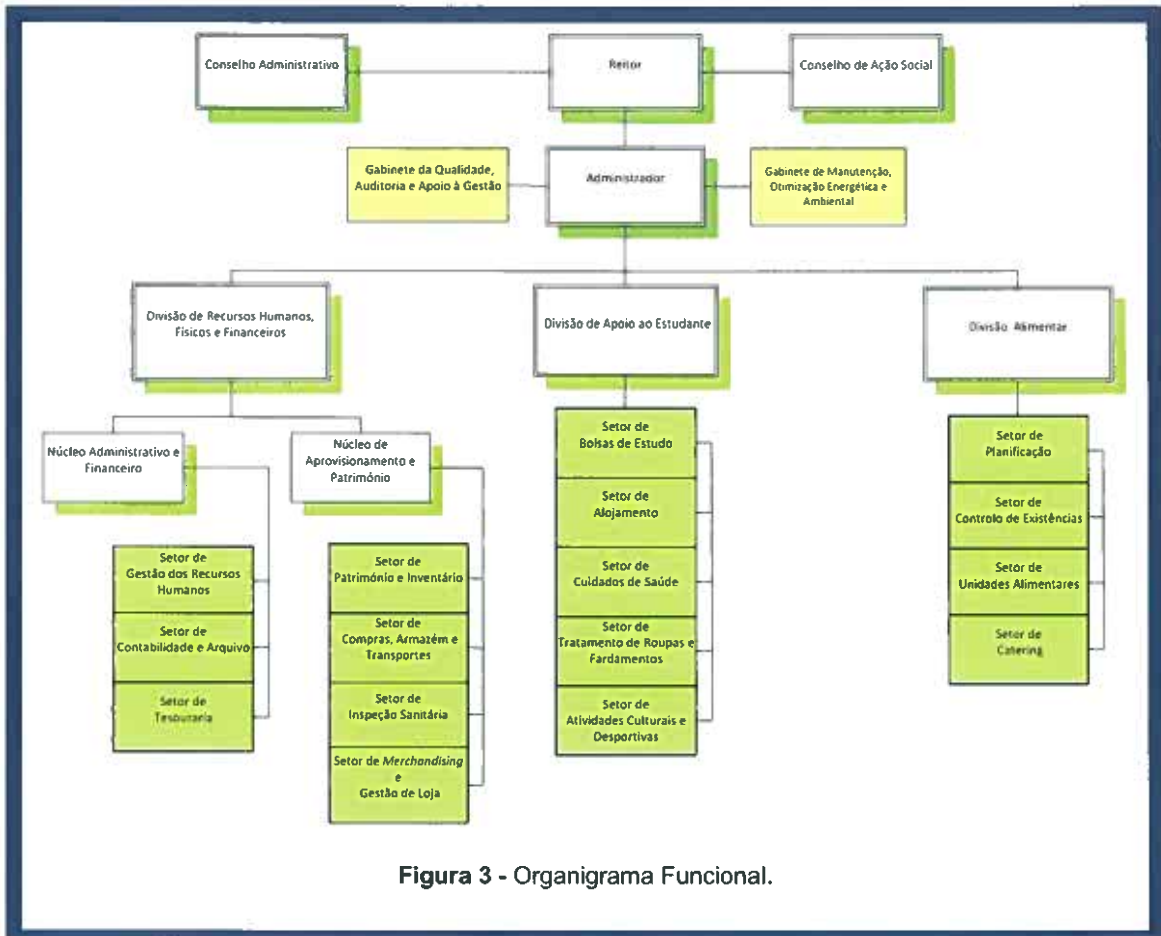 Conselho Administrativo
Reitor
Conselho de Ação Social
Gabinete da Qualidade,
Auditoria e Apoio à Gestão
Administrador
Gabinete de Manutenção,
Otimização Energética e
Ambiental
Divisão de Recursos Humanos,
Físicos e Financeiros
Divisão de Apoio ao Estudante
Divisão Alimentar
Núcleo Administrativo e
Financeiro
Núcleo de
Aprovisionamento e
Património
Setor de
Gestão dos Recursos
Humanos
Setor de
Contabilidade e Arquivo
Setor de
Tesouraria
Setor de
Património e Inventário
Setor de
Compras, Armazém e
Transportes
Setor de
Inspeção Sanitária
Setor de Merchandising
e
Gestão de Loja
Setor de
Bolsas de Estudo
Setor de
Alojamento
Setor de
Cuidados de Saúde
Setor de
Tratamento de Roupas e
Fardamentos
Setor de
Atividades Culturais e
Desportivas
Setor de
Planificação
Setor de
Controlo de Existências
Setor de
Unidades Alimentares
Setor de
Catering
Figura 3 - Organigrama Funcional.